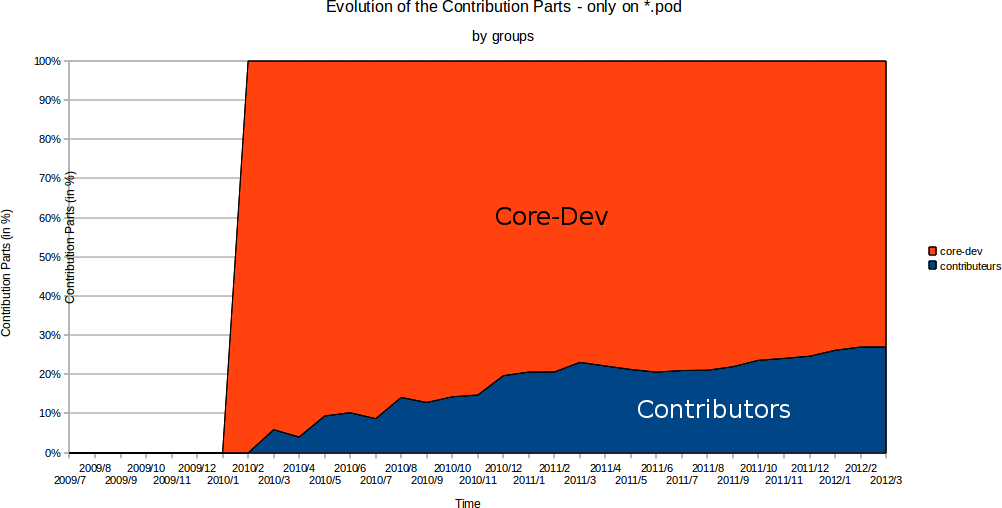 Evolution of the Contribution Parts - only on *.pod
by groups
100%
90%
80%
70%
60%
50%
40%
30%
20%
10%
0%
Contribution Parts (in %)
Contribution Parts (in %)
Core-Dev
Contributors
core-dev
contributeurs
2009/8 2009/10 2009/12 2010/2 2010/4 2010/6 2010/8 2010/10 2010/12 2011/2 2011/4 2011/6 2011/8 2011/10 2011/12 2012/2
2009/7 2009/9 2009/11 2010/1 2010/3 2010/5 2010/7 2010/9 2010/11 2011/1 2011/3 2011/5 2011/7 2011/9 2011/11 2012/1 2012/3
Time